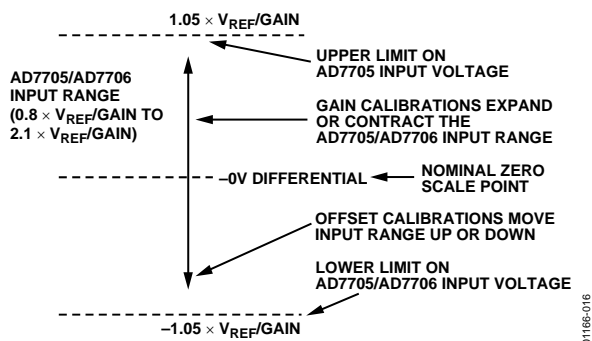 1.05 × VREF/GAIN
UPPER LIMIT ON
AD7705 INPUT VOLTAGE
AD7705/AD7706
INPUT RANGE
(0.8 × VREF/GAIN TO
2.1 × VREF/GAIN)
GAIN CALIBRATIONS EXPAND
OR CONTRACT THE
AD7705/AD7706 INPUT RANGE
–0V DIFFERENTIAL
NOMINAL ZERO
SCALE POINT
OFFSET CALIBRATIONS MOVE
INPUT RANGE UP OR DOWN
LOWER LIMIT ON
AD7705/AD7706 INPUT VOLTAGE
–1.05 × VREF/GAIN
01166-016